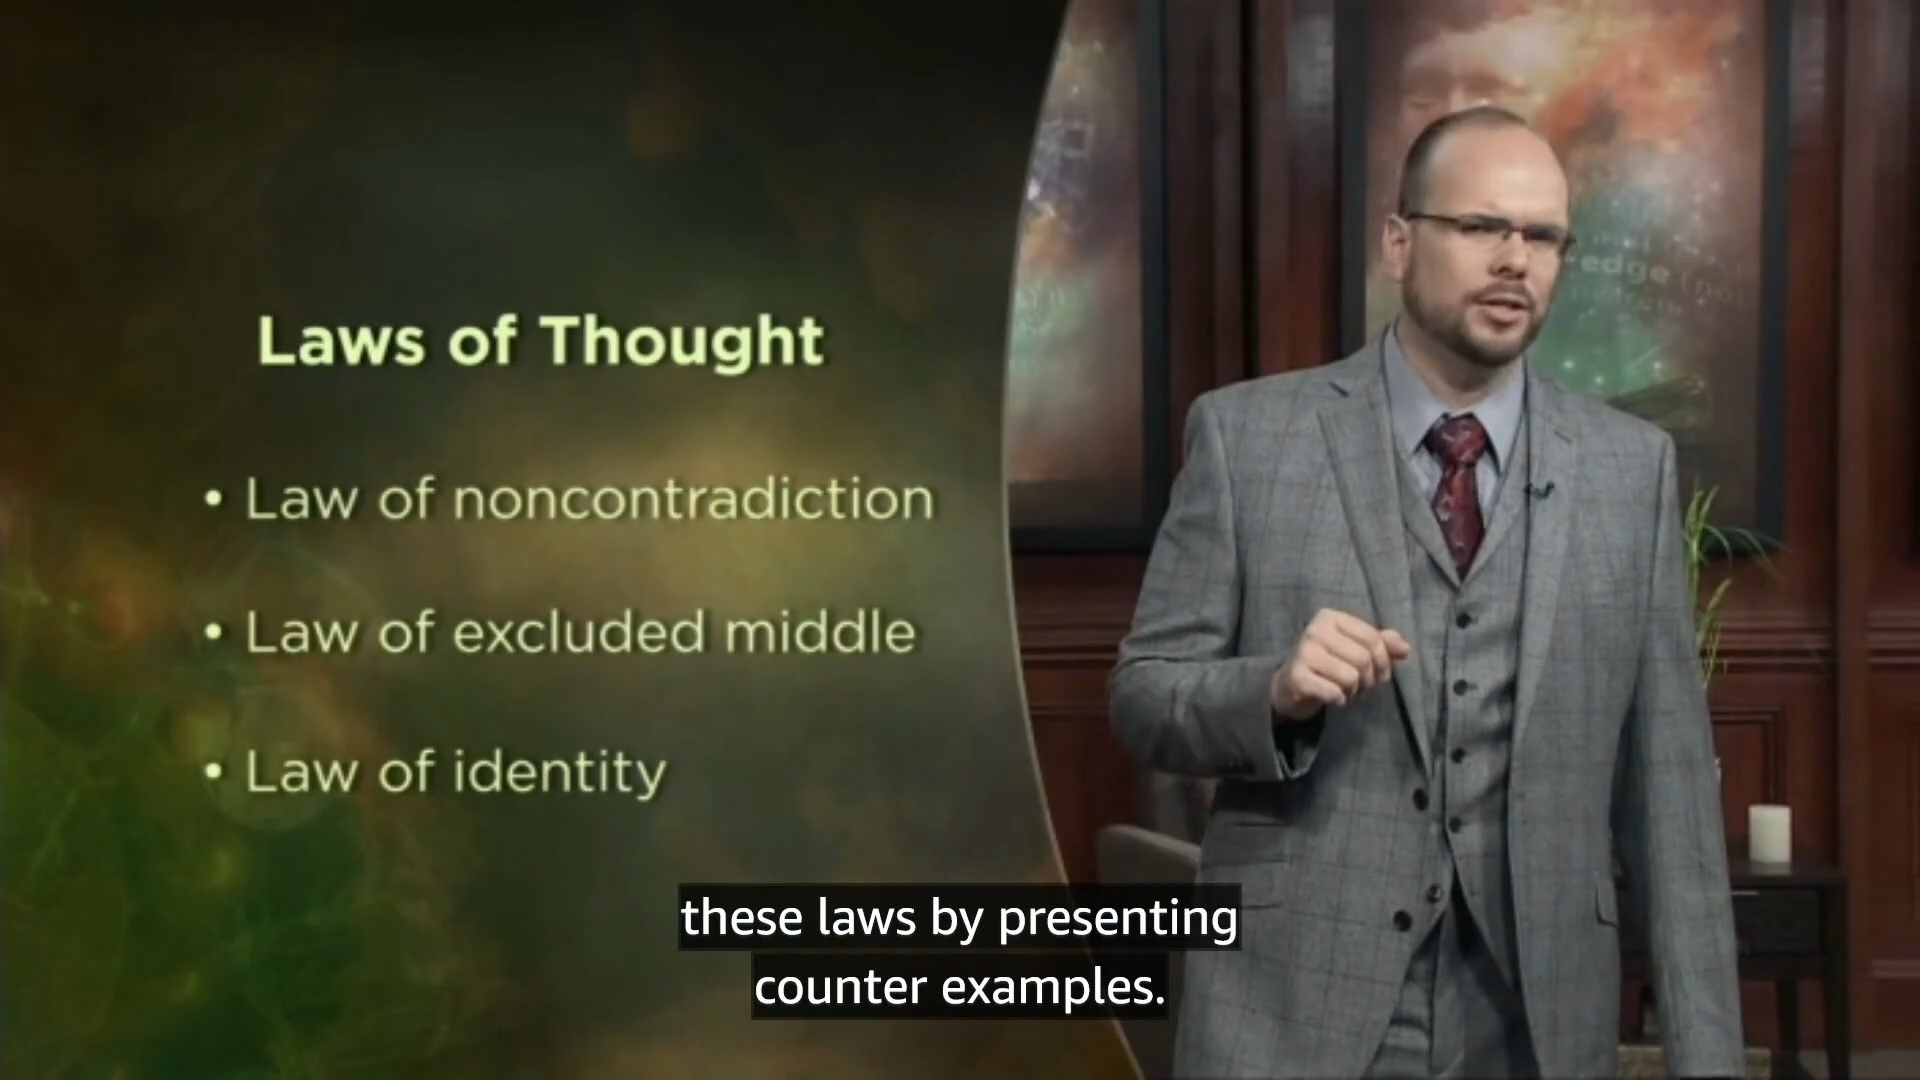 Laws of Thought
• Law of noncontradiction
• Law of excluded middle
• Law of identity
edge
these laws by presenting
counter examples.